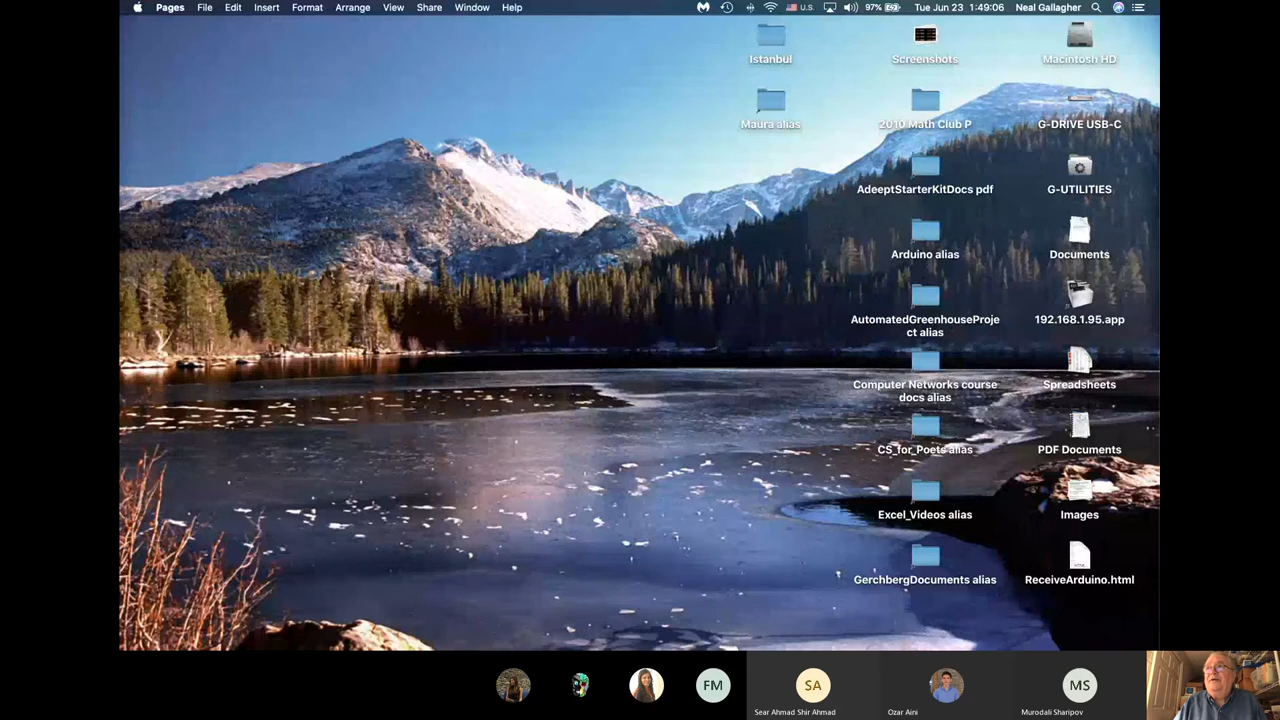 Pages File Edit Insert Format Arrange View Share Window Help U.S. 97% Tue Jun 23 1:49:06 Neal Gallagher
Istanbul
Screenshots
Macintosh HD
Maura alias
2010 Math Club P
G-DRIVE USB-C
AdeeptStarterKitDocs pdf
G-UTILITIES
Arduino alias
Documents
AutomatedGreenhouseProje
ct alias
192.168.1.95.app
Computer Networks course
docs alias
Spreadsheets
CS_for_Poets alias
PDF Documents
Excel_Videos alias
Images
GerchbergDocuments alias
ReceiveArduino.html
FM
SA
MS
Sear Ahmad Shir Ahmad
Ozar Aini
Murodali Sharipov